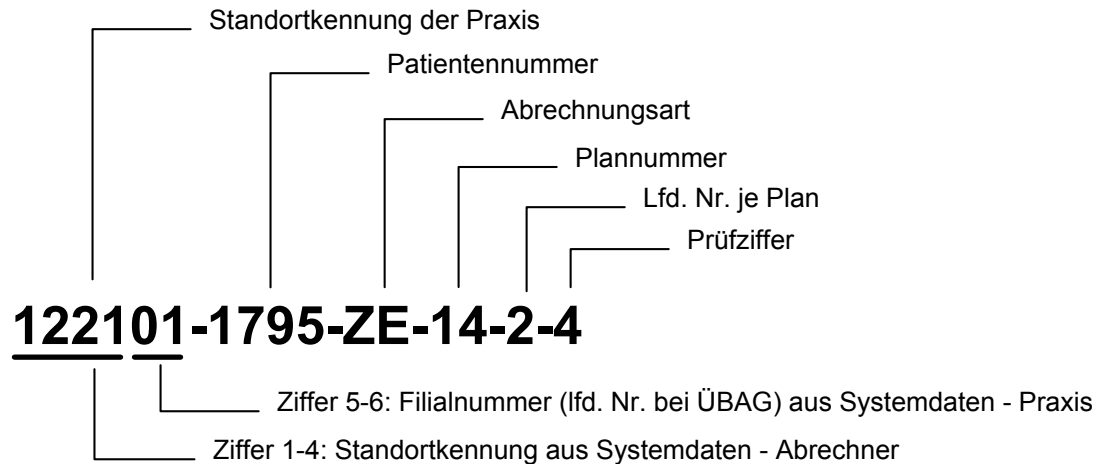 Standortkennung der Praxis
Patientennummer
Abrechnungsart
Plannummer
Lfd. Nr. je Plan
Prüfziffer
122101-1795-ZE-14-2-4
Ziffer 5-6: Filialnummer (lfd. Nr. bei ÜBAG) aus Systemdaten - Praxis
Ziffer 1-4: Standortkennung aus Systemdaten - Abrechner